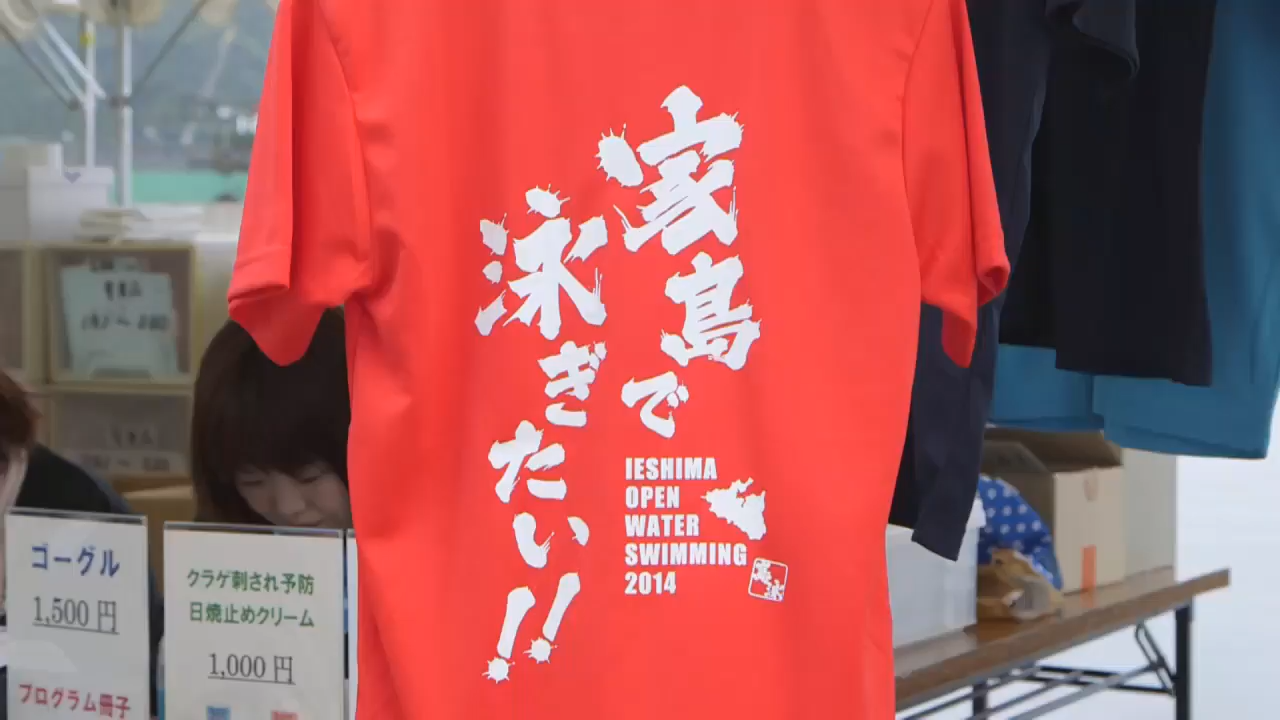 家島で
泳ぎたい!!
IESHIMA
OPEN
WATER
SWIMMING
2014
ゴーグル
1,500円
プログラム冊子
クラゲ刺され予防
日焼止めクリーム
1,000円